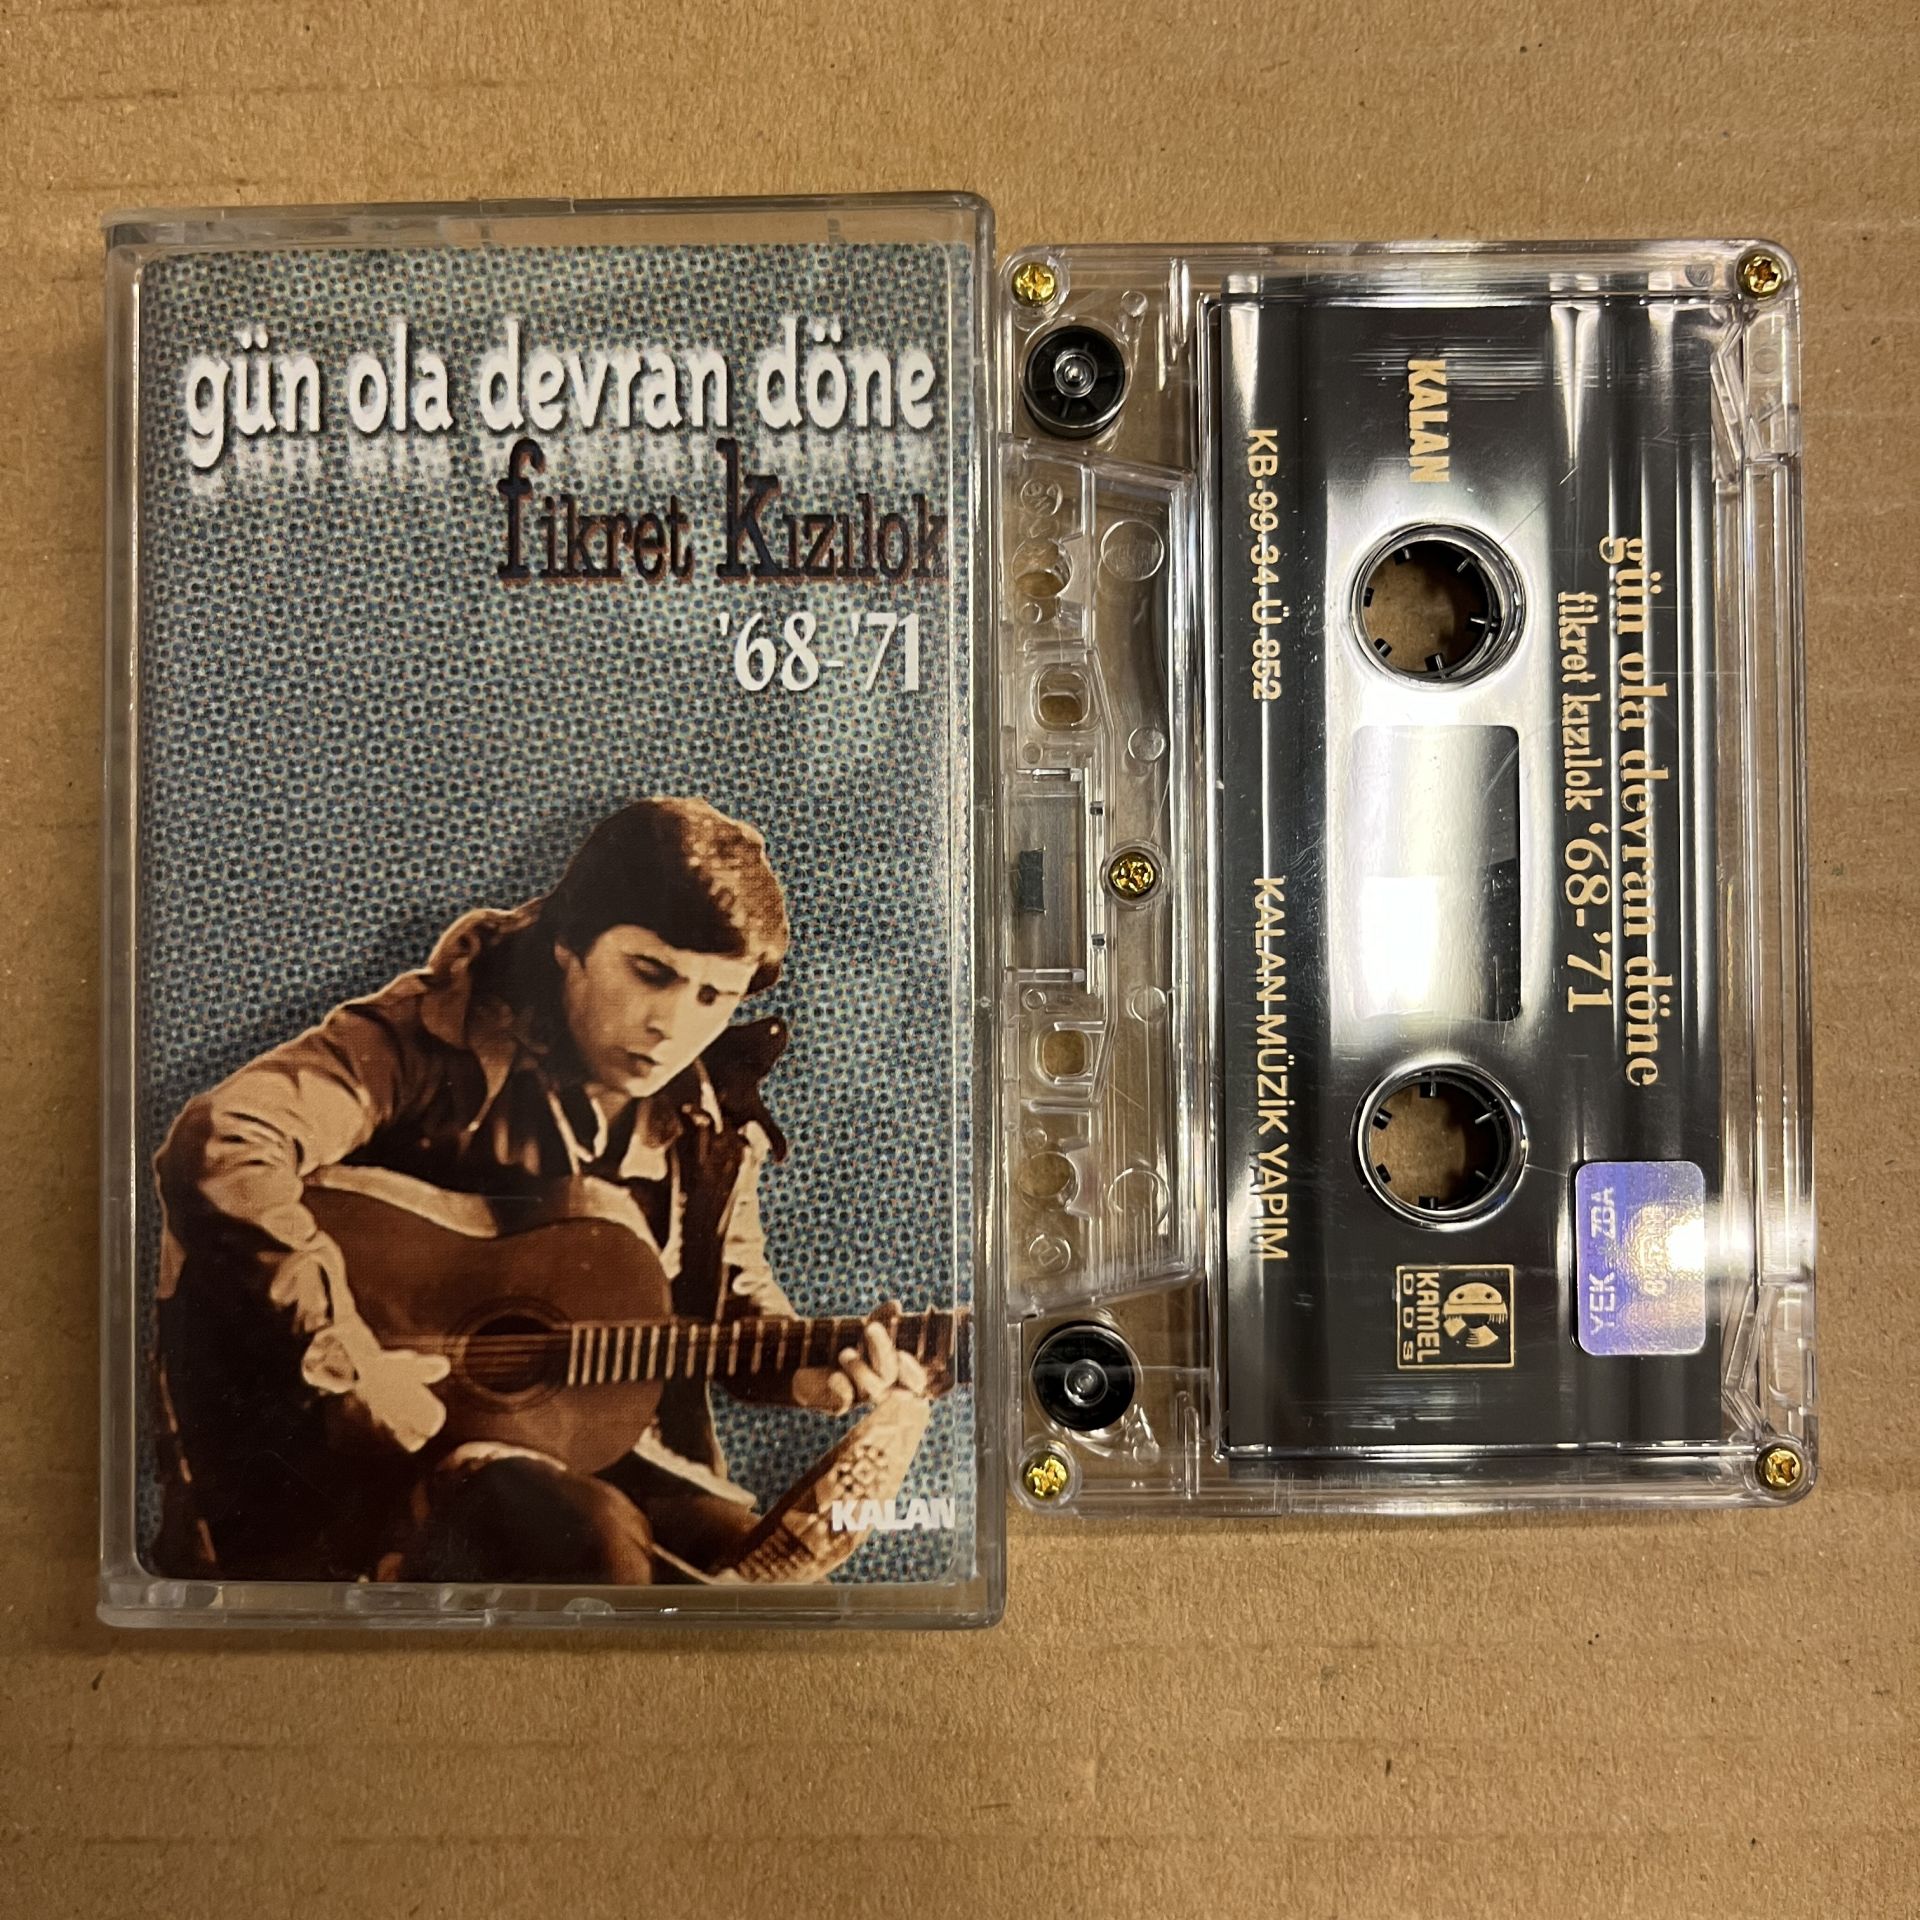 gün ola devran döne
fikret kızılok
'68-'71
KALAN
KALAN
gün ola devran döne
fikret kızılok '68-'71
KB-99-34-Ü-852
KALAN MÜZİK YAPIM
KAMEL